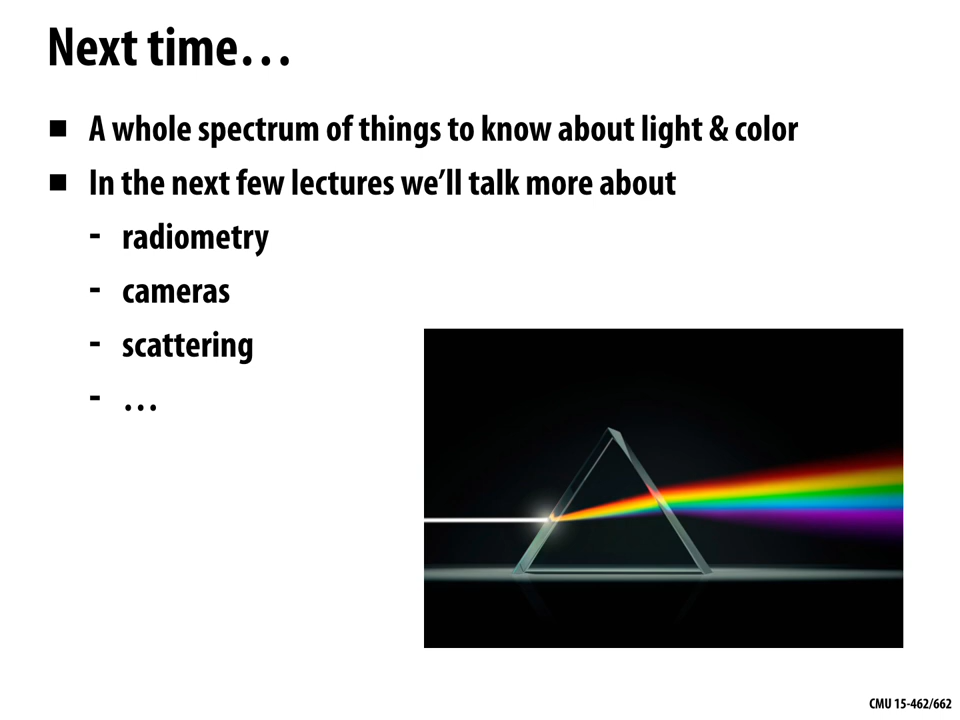 Next time…
■ A whole spectrum of things to know about light & color
■ In the next few lectures we’ll talk more about
- radiometry
- cameras
- scattering
- …
CMU 15-462/662